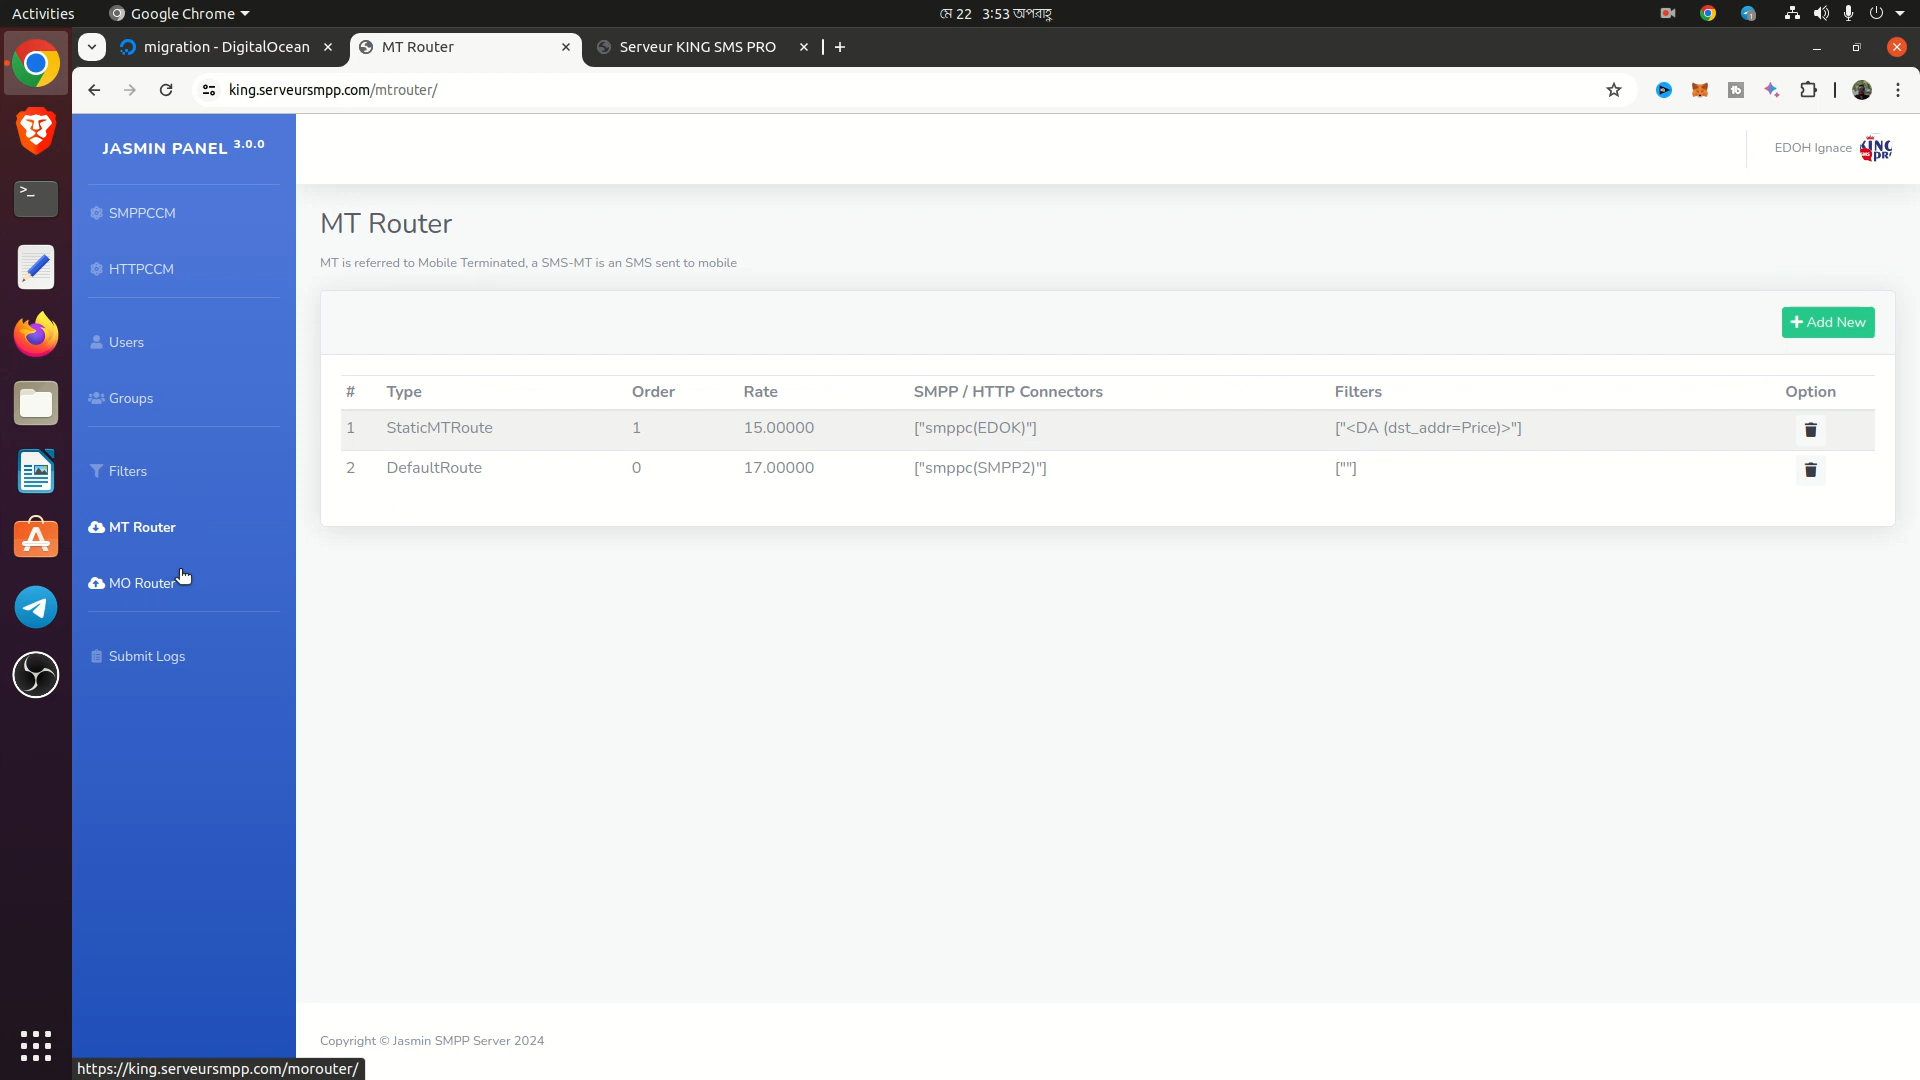 Activities
Google Chrome
মে 22 3:53 অপরাহ্ণ
migration - DigitalOcean
MT Router
Serveur KING SMS PRO
king.serveursmpp.com/mtrouter/
JASMIN PANEL 3.0.0
SMPPCCM
HTTPCCM
Users
Groups
Filters
MT Router
MO Router
Submit Logs
EDOH Ignace
MT Router
MT is referred to Mobile Terminated, a SMS-MT is an SMS sent to mobile
Add New
# Type Order Rate SMPP / HTTP Connectors Filters Option
1 StaticMTRoute 1 15.00000 ["smppc(EDOK)"] ["<DA (dst_addr=Price)>"]
2 DefaultRoute 0 17.00000 ["smppc(SMPP2)"] [""]
Copyright © Jasmin SMPP Server 2024
https://king.serveursmpp.com/morouter/